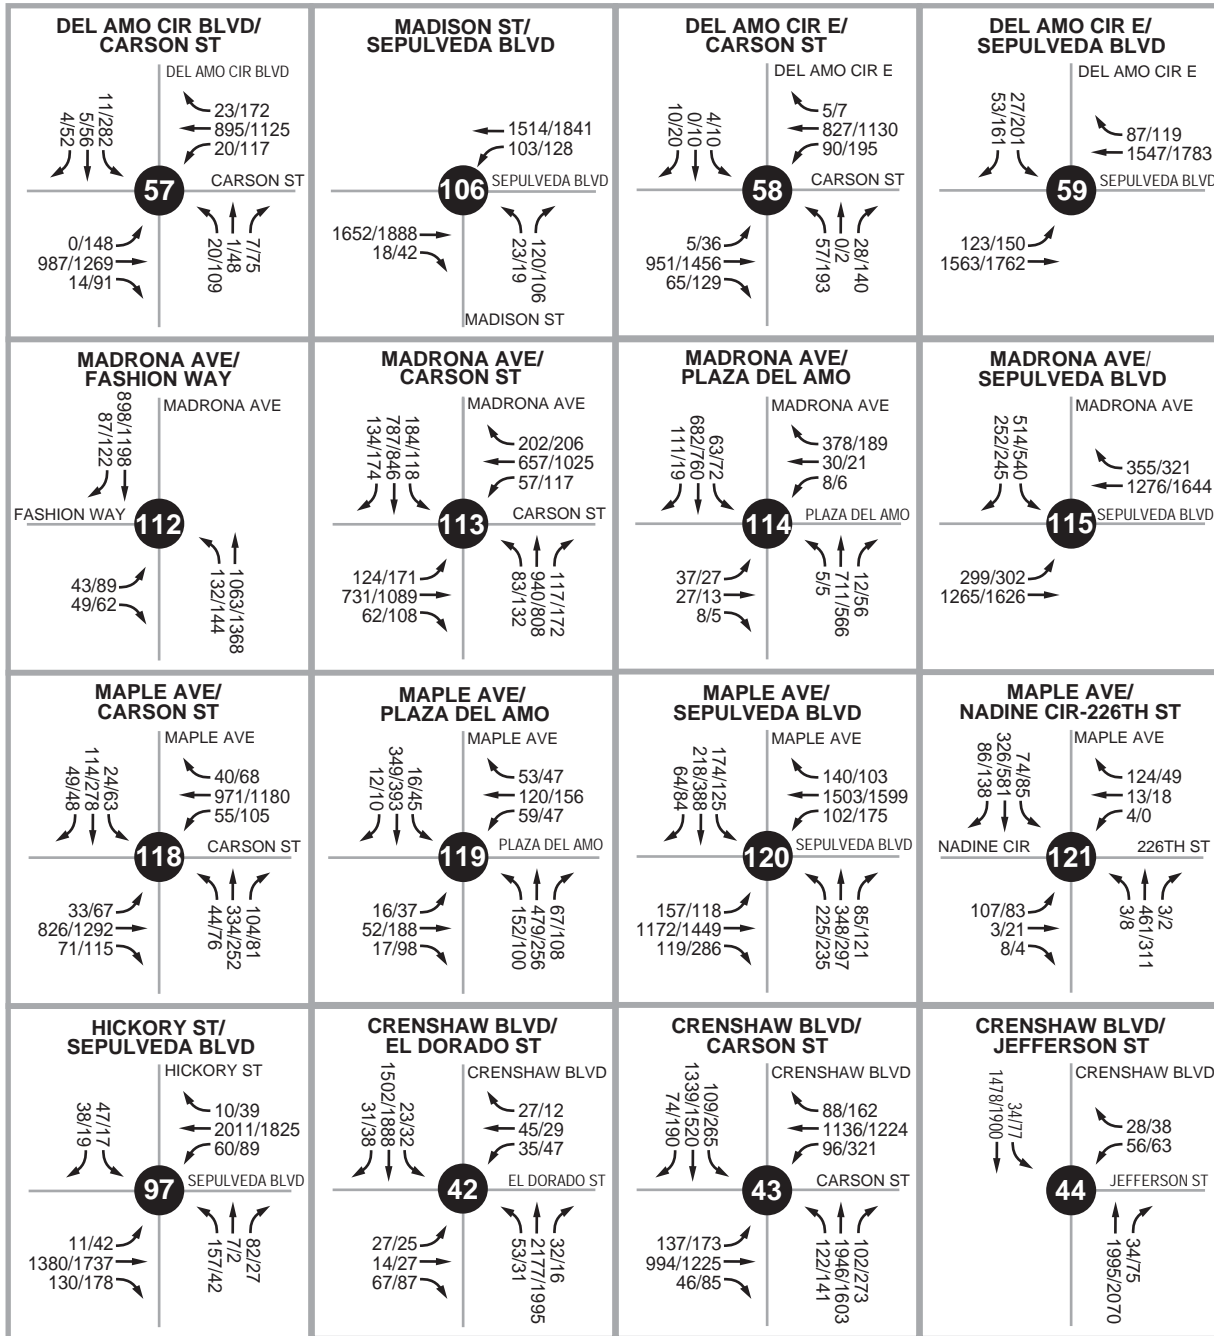 DEL AMO CIR BLVD/
CARSON ST
DEL AMO CIR BLVD
4/52
5/56
11/282
23/172
895/1125
20/117
57
CARSON ST
0/148
987/1269
14/91
20/109
1/48
7/75
MADISON ST/
SEPULVEDA BLVD
1514/1841
103/128
106
SEPULVEDA BLVD
1652/1888
18/42
23/19
120/106
MADISON ST
DEL AMO CIR E/
CARSON ST
DEL AMO CIR E
10/20
0/10
4/10
5/7
827/1130
90/195
58
CARSON ST
5/36
951/1456
65/129
57/193
0/2
28/140
DEL AMO CIR E/
SEPULVEDA BLVD
DEL AMO CIR E
53/161
27/201
87/119
1547/1783
59
SEPULVEDA BLVD
123/150
1563/1762
MADRONA AVE/
FASHION WAY
MADRONA AVE
87/122
898/1198
FASHION WAY
112
43/89
49/62
132/144
1063/1368
MADRONA AVE/
CARSON ST
MADRONA AVE
134/174
787/846
184/118
202/206
657/1025
57/117
113
CARSON ST
124/171
731/1089
62/108
83/132
940/808
117/172
MADRONA AVE/
PLAZA DEL AMO
MADRONA AVE
111/19
682/760
63/72
378/189
30/21
8/6
114
PLAZA DEL AMO
37/27
27/13
8/5
5/5
711/566
12/56
MADRONA AVE/
SEPULVEDA BLVD
MADRONA AVE
252/245
514/540
355/321
1276/1644
115
SEPULVEDA BLVD
299/302
1265/1626
MAPLE AVE/
CARSON ST
MAPLE AVE
49/48
114/278
24/63
40/68
971/1180
55/105
118
CARSON ST
33/67
826/1292
71/115
44/76
334/252
104/81
MAPLE AVE/
PLAZA DEL AMO
MAPLE AVE
12/10
349/393
16/45
53/47
120/156
59/47
119
PLAZA DEL AMO
16/37
52/188
17/98
152/100
479/256
67/108
MAPLE AVE/
SEPULVEDA BLVD
MAPLE AVE
64/84
218/388
174/125
140/103
1503/1599
102/175
120
SEPULVEDA BLVD
157/118
1172/1449
119/286
225/235
348/297
85/121
MAPLE AVE/
NADINE CIR-226TH ST
MAPLE AVE
86/138
326/581
74/85
124/49
13/18
4/0
NADINE CIR
121
226TH ST
107/83
3/21
8/4
3/8
461/311
3/2
HICKORY ST/
SEPULVEDA BLVD
HICKORY ST
38/19
47/17
10/39
2011/1825
60/89
97
SEPULVEDA BLVD
11/42
1380/1737
130/178
157/42
7/2
82/27
CRENSHAW BLVD/
EL DORADO ST
CRENSHAW BLVD
31/38
1502/1888
23/32
27/12
45/29
35/47
42
EL DORADO ST
27/25
14/27
67/87
53/31
2177/1995
32/16
CRENSHAW BLVD/
CARSON ST
CRENSHAW BLVD
74/190
1339/1520
109/265
88/162
1136/1224
96/321
43
CARSON ST
137/173
994/1225
46/85
122/141
1946/1603
102/273
CRENSHAW BLVD/
JEFFERSON ST
CRENSHAW BLVD
1478/1900
34/77
28/38
56/63
44
JEFFERSON ST
1995/2070
34/75